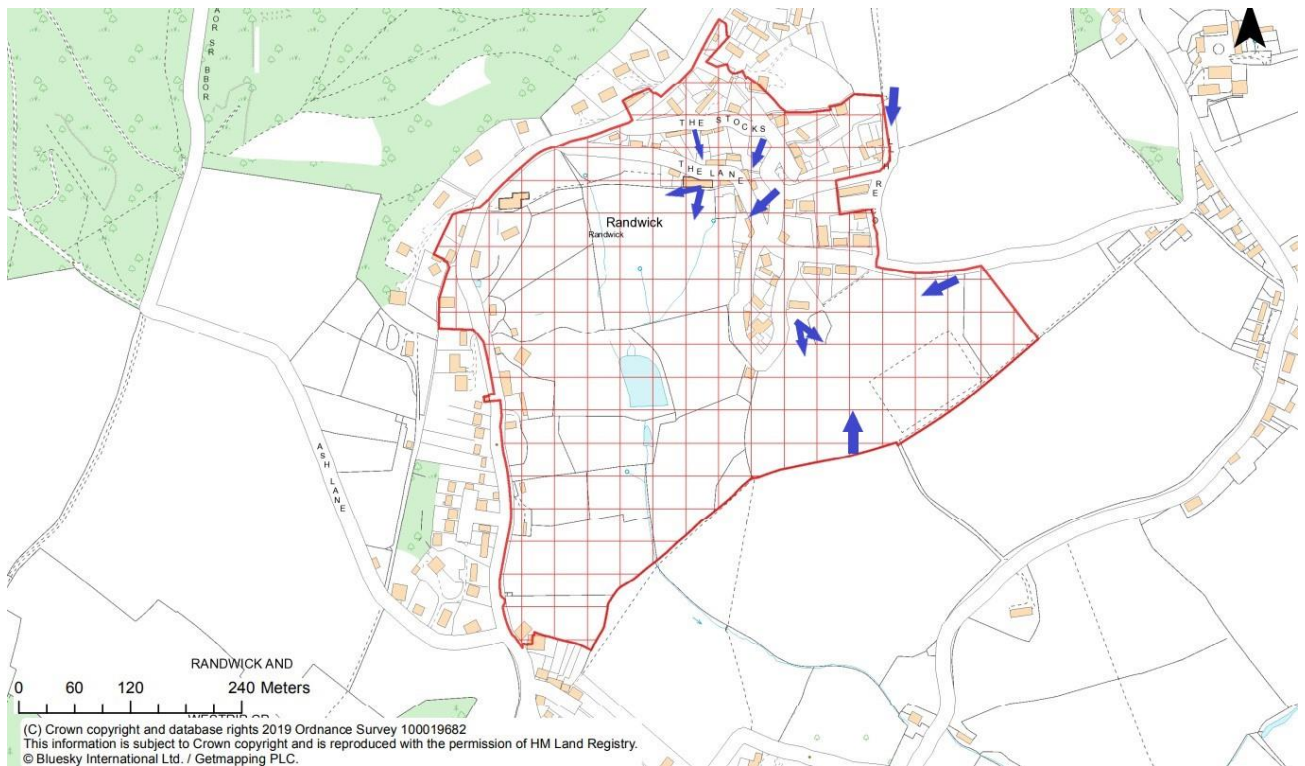 THE STOCKS
THE LANE
Randwick
Randwick
ASH LANE
RANDWICK AND
0 60 120 240 Meters
(C) Crown copyright and database rights 2019 Ordnance Survey 100019682
This information is subject to Crown copyright and is reproduced with the permission of HM Land Registry.
© Bluesky International Ltd. / Getmapping PLC.